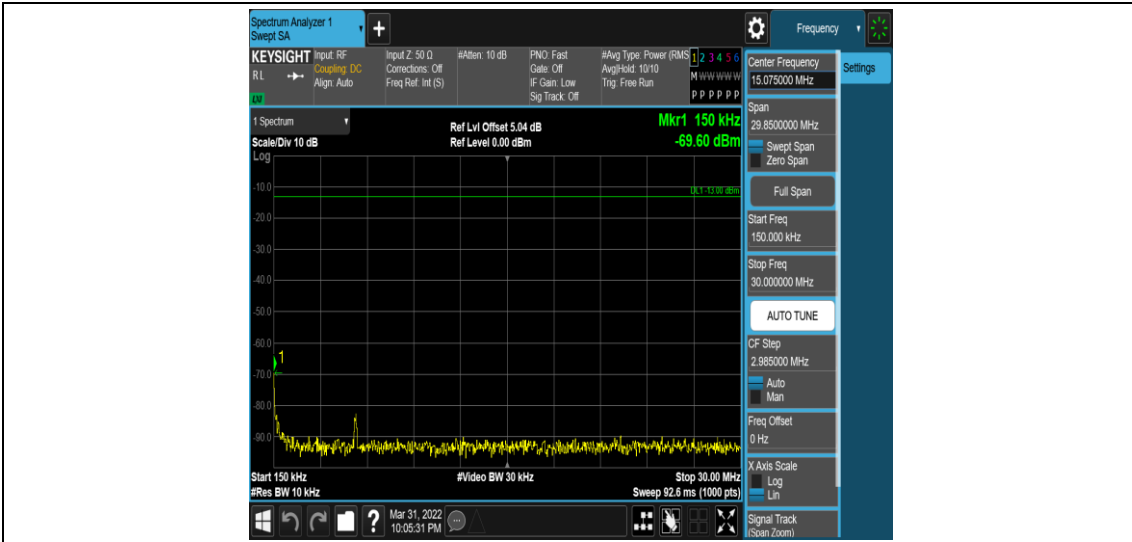 Spectrum Analyzer 1
Swept SA
Frequency
KEYSIGHT
RL
Input: RF
Coupling: DC
Align: Auto
Input Z: 50 Ω
Corrections: Off
Freq Ref: Int (S)
#Atten: 10 dB
PNO: Fast
Gate: Off
IF Gain: Low
Sig Track: Off
#Avg Type: Power (RMS
Avg|Hold: 10/10
Trig: Free Run
1 2 3 4 5 6
M W W W W W
P P P P P P
1 Spectrum
Scale/Div 10 dB
Log
Ref Lvl Offset 5.04 dB
Ref Level 0.00 dBm
Mkr1 150 kHz
-69.60 dBm
DL1 -13.00 dBm
-10.0
-20.0
-30.0
-40.0
-50.0
-60.0
1
-70.0
-80.0
-90.0
Start 150 kHz
#Res BW 10 kHz
#Video BW 30 kHz
Stop 30.00 MHz
Sweep 92.6 ms (1000 pts)
?
Mar 31, 2022
10:05:31 PM
Center Frequency
15.075000 MHz
Settings
Span
29.8500000 MHz
Swept Span
Zero Span
Full Span
Start Freq
150.000 kHz
Stop Freq
30.000000 MHz
AUTO TUNE
CF Step
2.985000 MHz
Auto
Man
Freq Offset
0 Hz
X Axis Scale
Log
Lin
Signal Track
(Span Zoom)